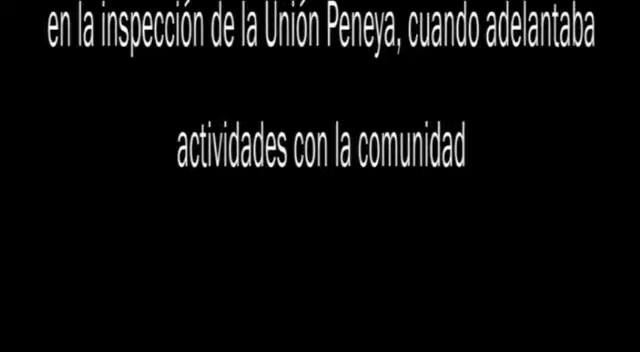 en la inspección de la Unión Peneya, cuando adelantaba
actividades con la comunidad